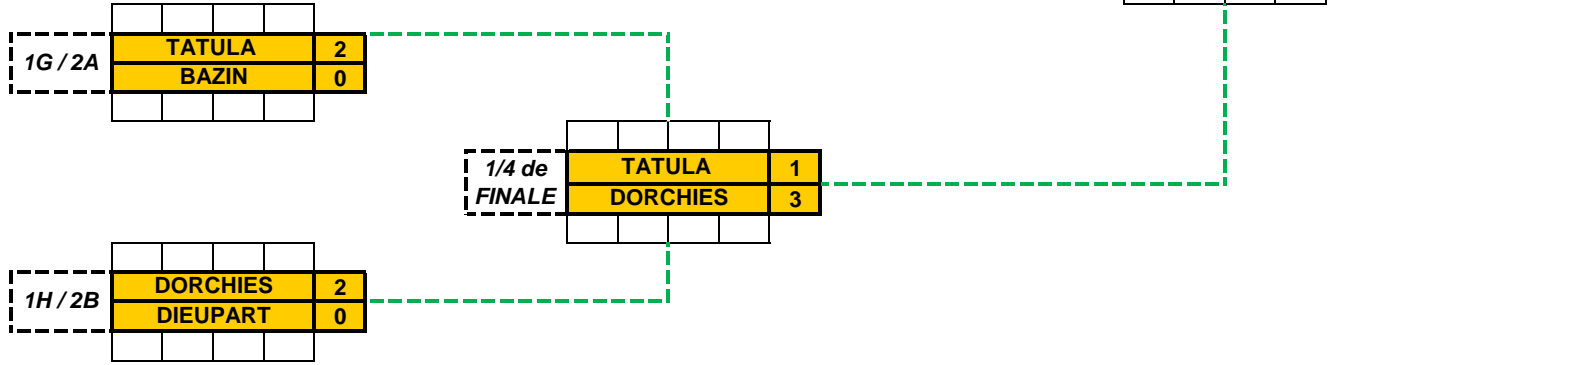 1G / 2A
TATULA 2
BAZIN 0
1/4 de
FINALE
TATULA 1
DORCHIES 3
1H / 2B
DORCHIES 2
DIEUPART 0